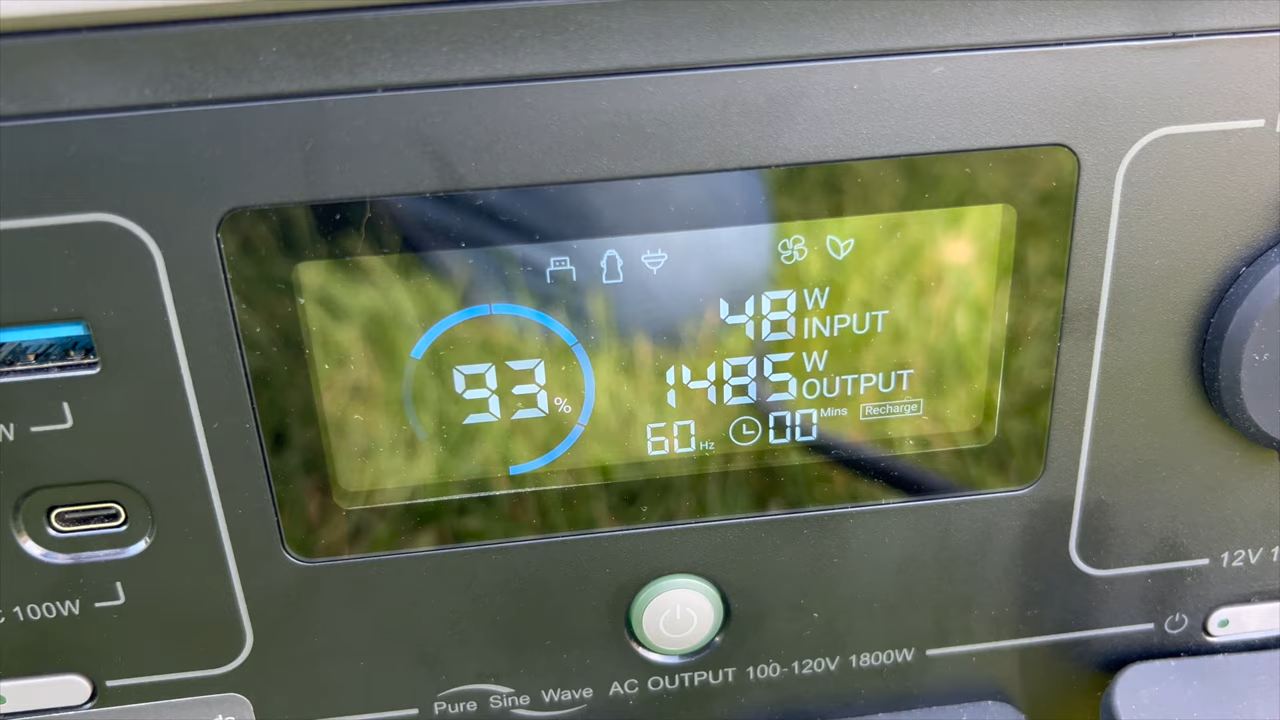 48 W
INPUT
1485 W
OUTPUT
93%
60 Hz 00 Mins Recharge
100W
12V
Pure Sine Wave AC OUTPUT 100-120V 1800W